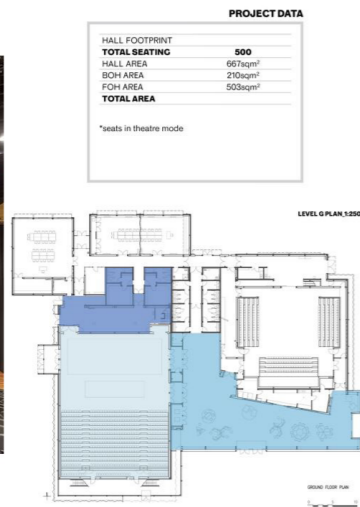 PROJECT DATA
HALL FOOTPRINT
TOTAL SEATING 500
HALL AREA 667sqm²
BOH AREA 210sqm²
FOH AREA 503sqm²
TOTAL AREA
*seats in theatre mode
LEVEL G PLAN_1:250
GROUND FLOOR PLAN